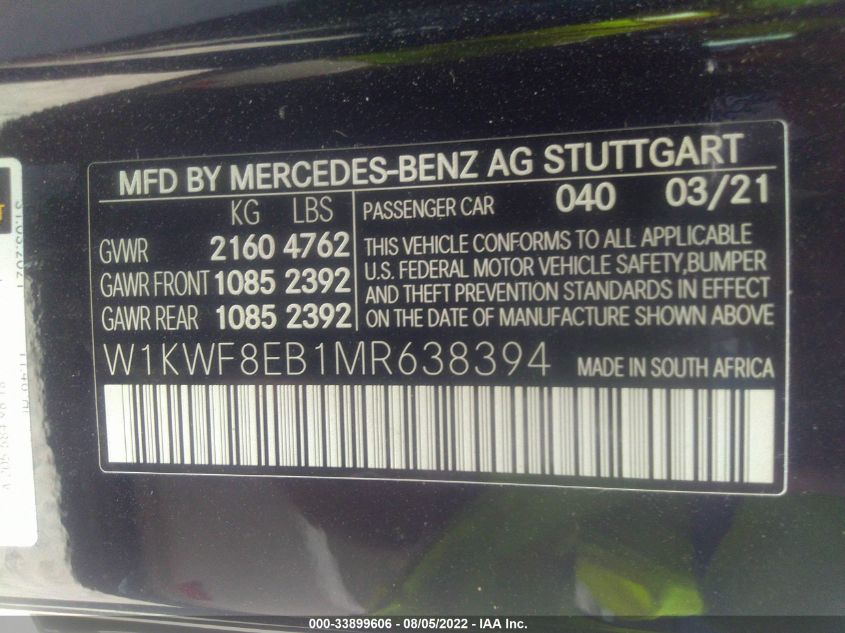 MFD BY MERCEDES-BENZ AG STUTTGART
KG LBS
GVWR 2160 4762
GAWR FRONT 1085 2392
GAWR REAR 1085 2392
PASSENGER CAR 040 03/21
THIS VEHICLE CONFORMS TO ALL APPLICABLE
U.S. FEDERAL MOTOR VEHICLE SAFETY,BUMPER
AND THEFT PREVENTION STANDARDS IN EFFECT
ON THE DATE OF MANUFACTURE SHOWN ABOVE
W1KWF8EB1MR638394 MADE IN SOUTH AFRICA
000-33899606 - 08/05/2022 - IAA Inc.